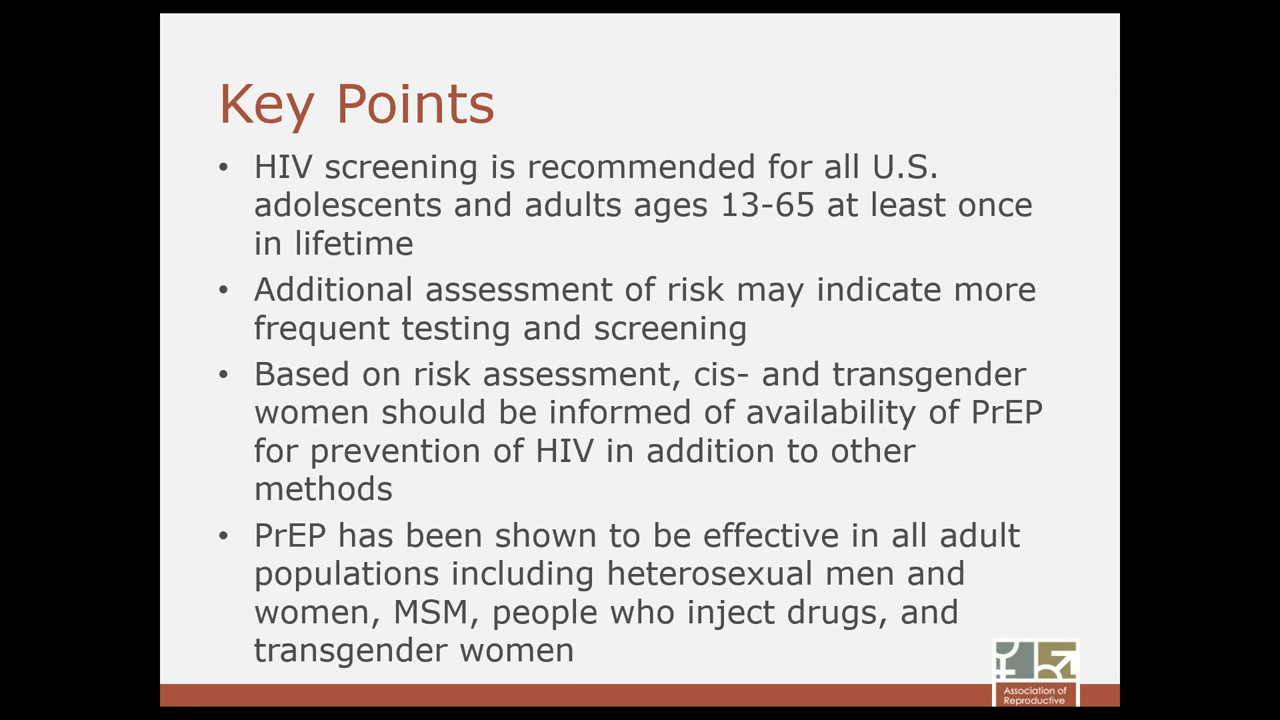 Key Points
• HIV screening is recommended for all U.S.
adolescents and adults ages 13-65 at least once
in lifetime
• Additional assessment of risk may indicate more
frequent testing and screening
• Based on risk assessment, cis- and transgender
women should be informed of availability of PrEP
for prevention of HIV in addition to other
methods
• PrEP has been shown to be effective in all adult
populations including heterosexual men and
women, MSM, people who inject drugs, and
transgender women
Association of
Reproductive